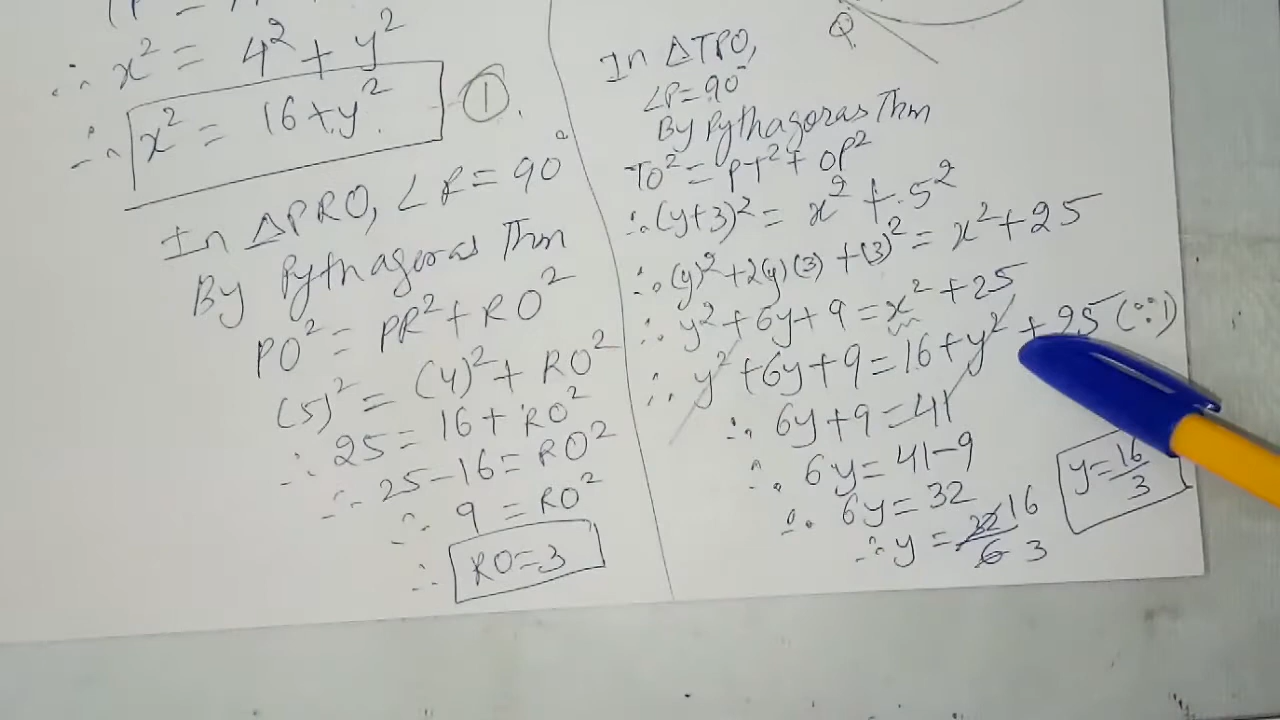 ∴ x² = 4² + y²
∴ x² = 16 + y² ①.
In △PRO, ∠R = 90°
By Pythagoras Thm
PO² = PR² + RO²
(5)² = (4)² + RO²
∴ 25 = 16 + RO²
∴ 25 - 16 = RO²
∴ 9 = RO²
∴ RO = 3
Q
In △TPO,
∠P = 90°
By Pythagoras Thm
TO² = PT² + OP²
∴ (y+3)² = x² + 5²
∴ (y)² + 2(y)(3) + (3)² = x² + 25
∴ y² + 6y + 9 = x² + 25
∴ y² + 6y + 9 = 16 + y² + 25 (∵ 1)
∴ 6y + 9 = 41
∴ 6y = 41 - 9
∴ 6y = 32
∴ y = 32/6 16 3
y = 16/3